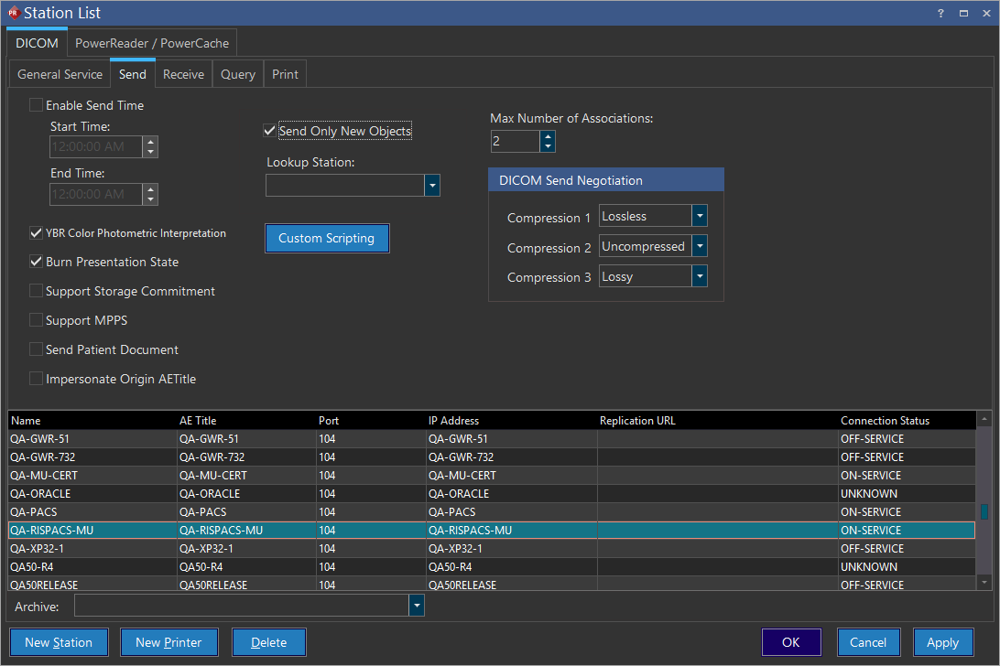 PR Station List ?
DICOM PowerReader / PowerCache
General Service Send Receive Query Print
Enable Send Time
Start Time:
12:00:00 AM
End Time:
12:00:00 AM
YBR Color Photometric Interpretation
Burn Presentation State
Support Storage Commitment
Support MPPS
Send Patient Document
Impersonate Origin AETitle
Send Only New Objects
Lookup Station:
Custom Scripting
Max Number of Associations:
2
DICOM Send Negotiation
Compression 1 Lossless
Compression 2 Uncompressed
Compression 3 Lossy
Name AE Title Port IP Address Replication URL Connection Status
QA-GWR-51 QA-GWR-51 104 QA-GWR-51 OFF-SERVICE
QA-GWR-732 QA-GWR-732 104 QA-GWR-732 OFF-SERVICE
QA-MU-CERT QA-MU-CERT 104 QA-MU-CERT ON-SERVICE
QA-ORACLE QA-ORACLE 104 QA-ORACLE UNKNOWN
QA-PACS QA-PACS 104 QA-PACS ON-SERVICE
QA-RISPACS-MU QA-RISPACS-MU 104 QA-RISPACS-MU ON-SERVICE
QA-XP32-1 QA-XP32-1 104 QA-XP32-1 OFF-SERVICE
QA50-R4 QA50-R4 104 QA50-R4 UNKNOWN
QA50RELEASE QA50RELEASE 104 QA50RELEASE OFF-SERVICE
Archive:
New Station New Printer Delete OK Cancel Apply